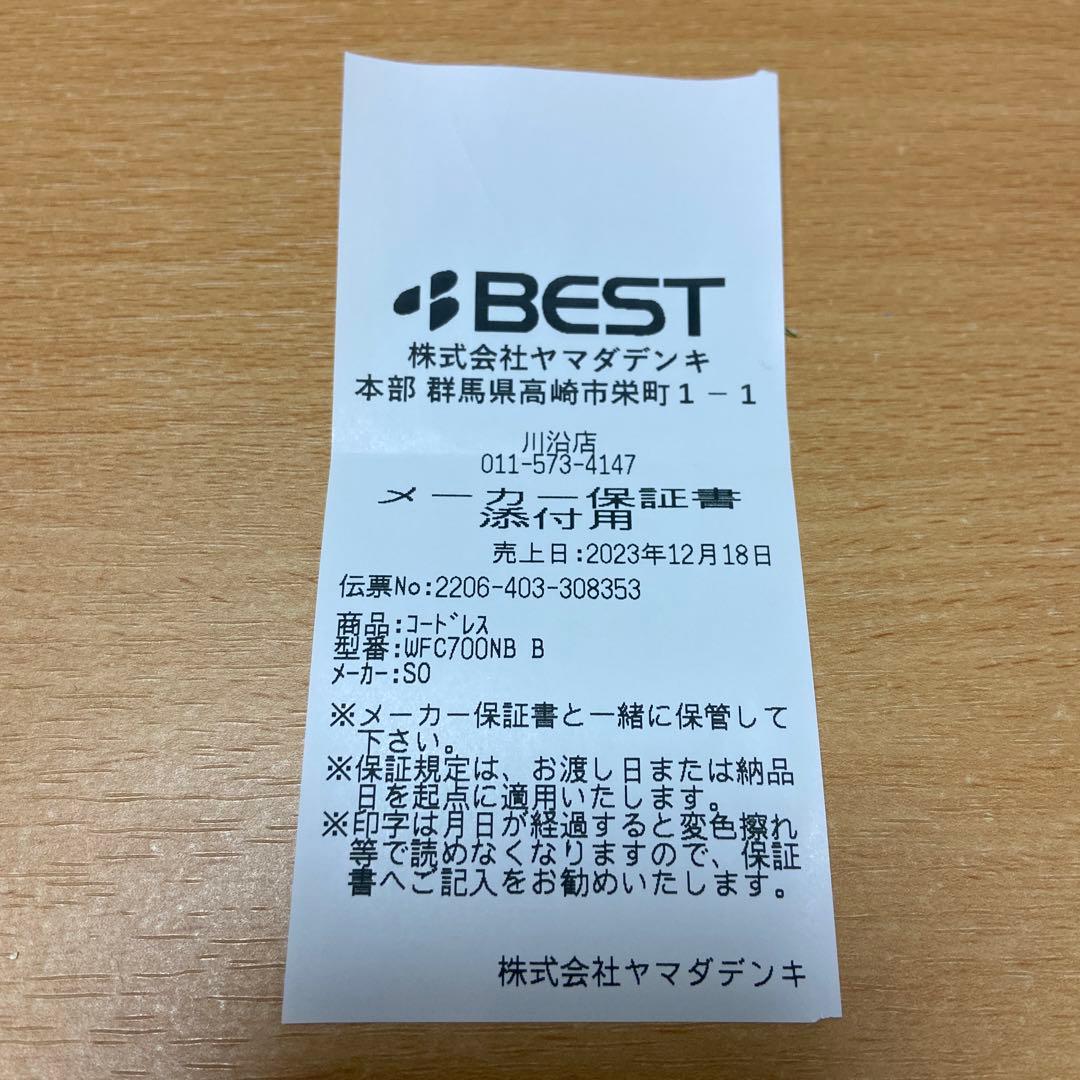 BEST
株式会社ヤマダデンキ
本部 群馬県高崎市栄町1－1
川沿店
011-573-4147
メーカー保証書
添付用
売上日:2023年12月18日
伝票No:2206-403-308353
商品:ｺｰﾄﾞﾚｽ
型番:WFC700NB B
ﾒｰｶｰ:SO
※メーカー保証書と一緒に保管して
下さい。
※保証規定は、お渡し日または納品
日を起点に適用いたします。
※印字は月日が経過すると変色擦れ
等で読めなくなりますので、保証
書へご記入をお勧めいたします。
株式会社ヤマダデンキ